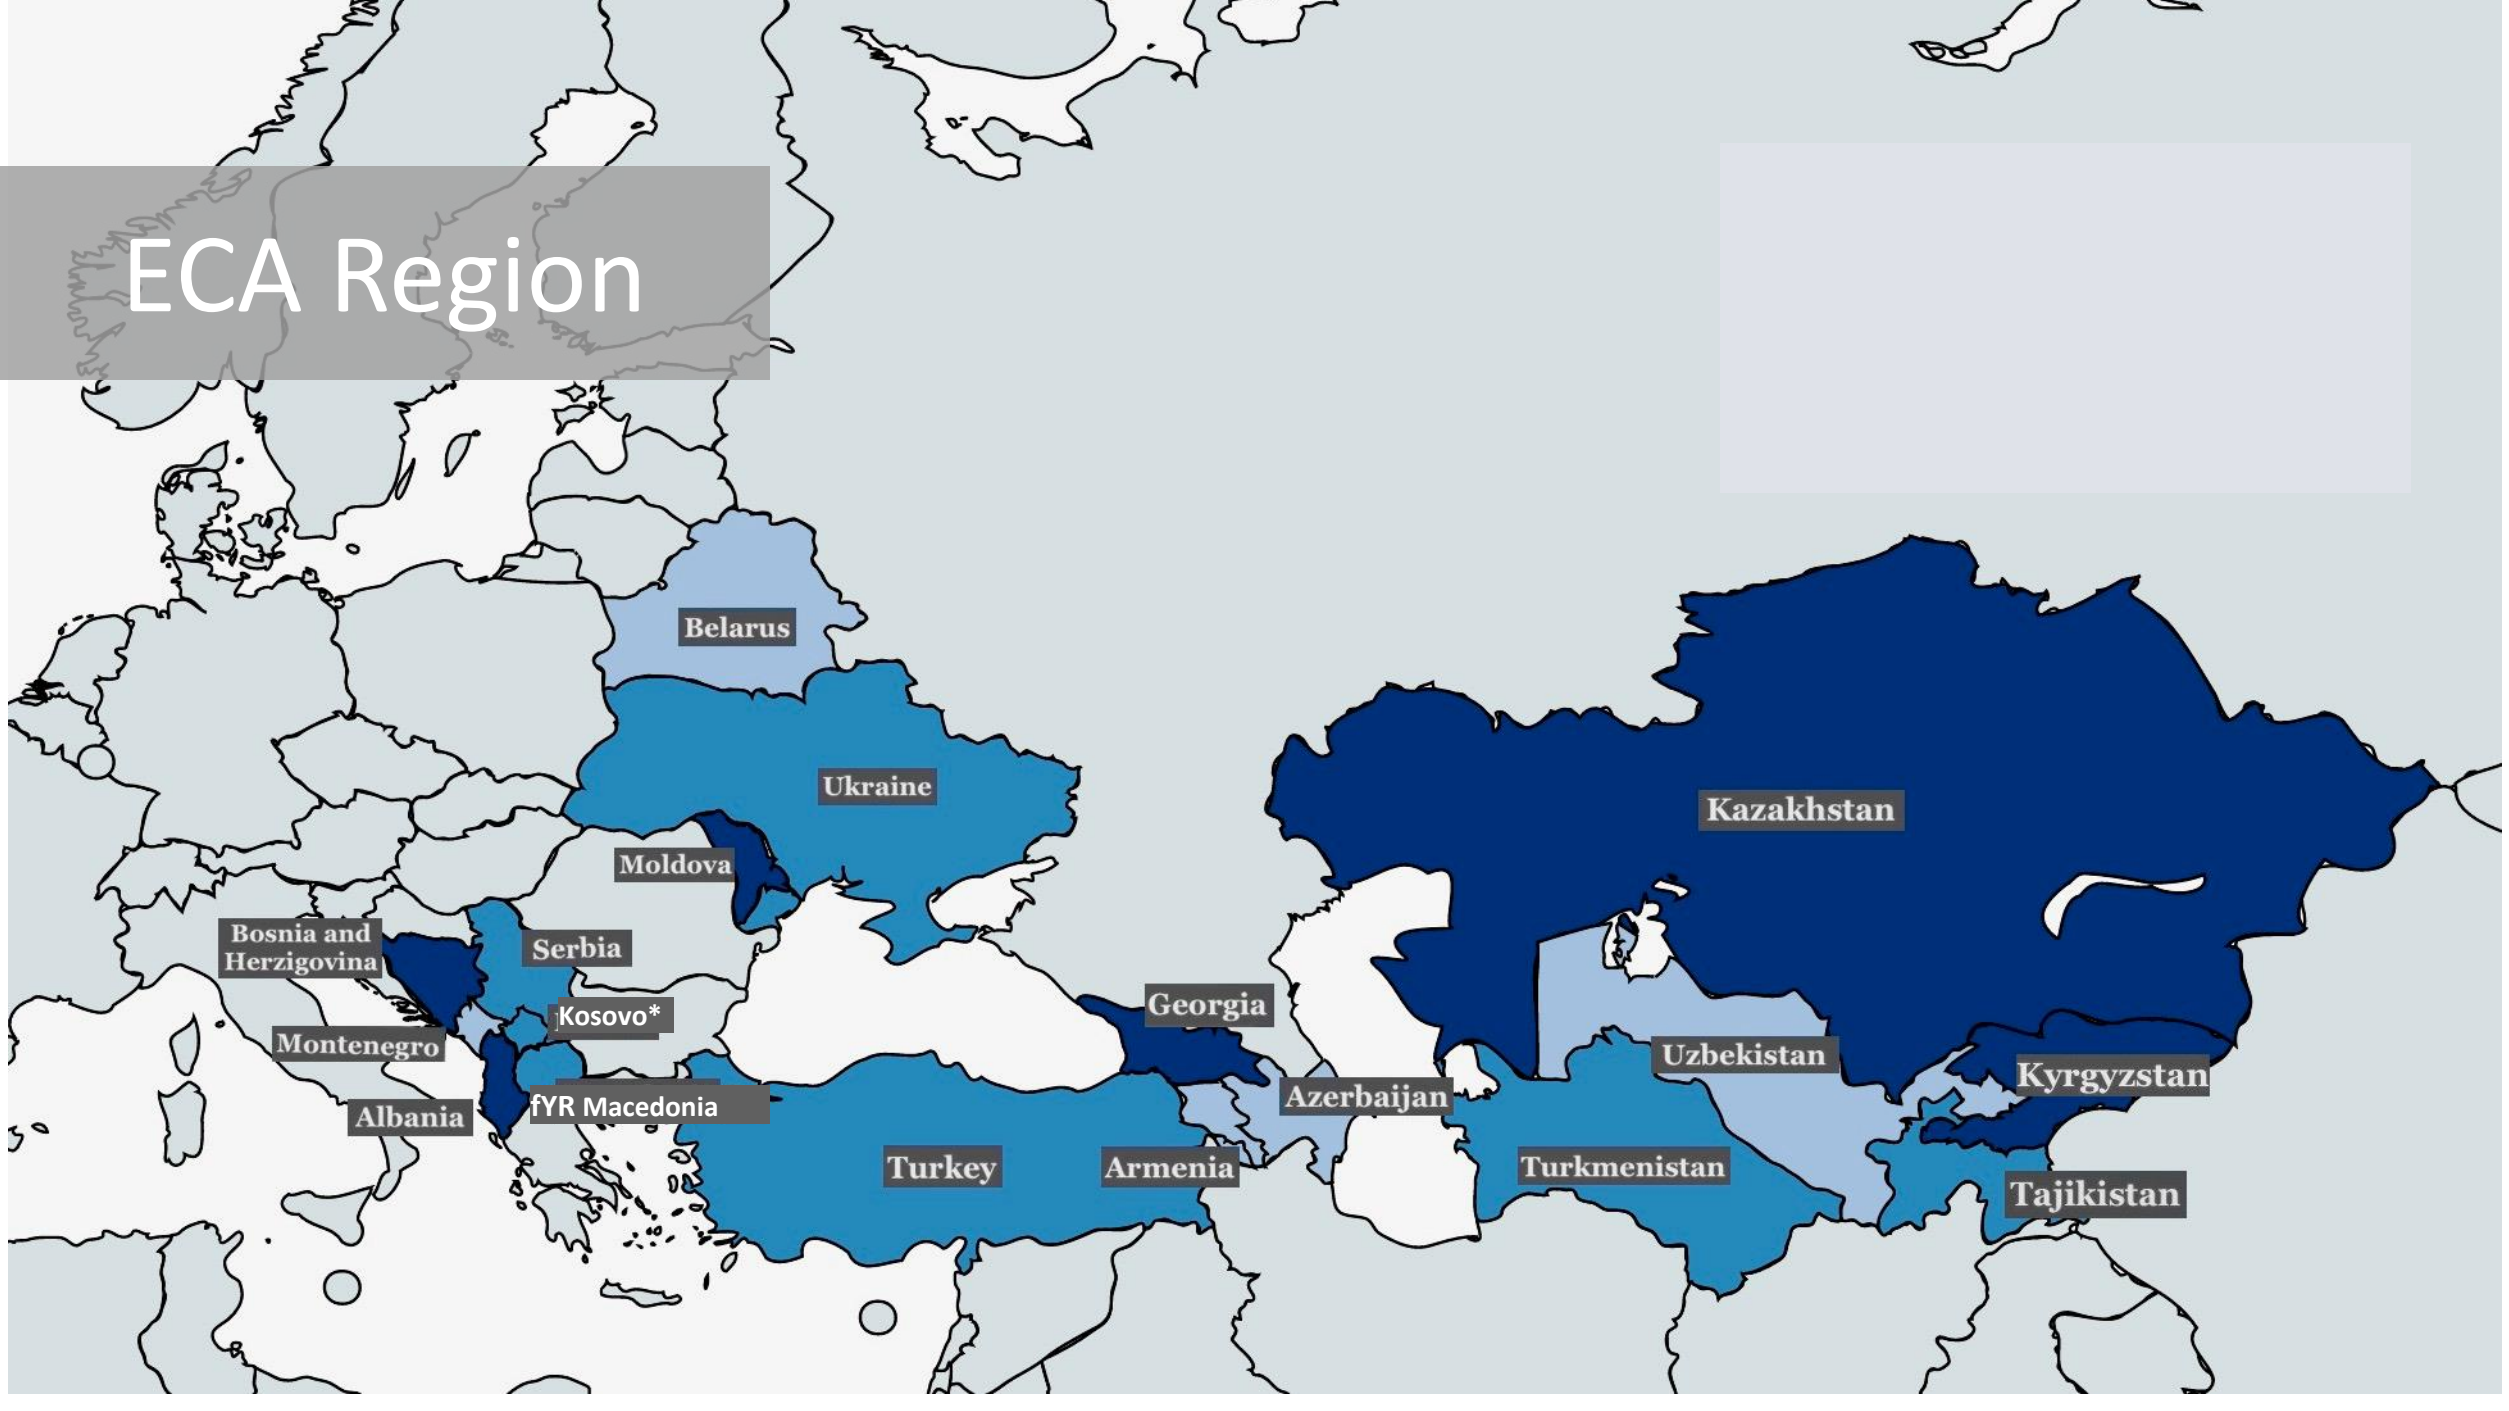 ECA Region
Belarus
Ukraine
Kazakhstan
Moldova
Bosnia and
Herzigovina
Serbia
Georgia
Kosovo*
Montenegro
Uzbekistan
Kyrgyzstan
Azerbaijan
fYR Macedonia
Albania
Turkey
Armenia
Turkmenistan
Tajikistan